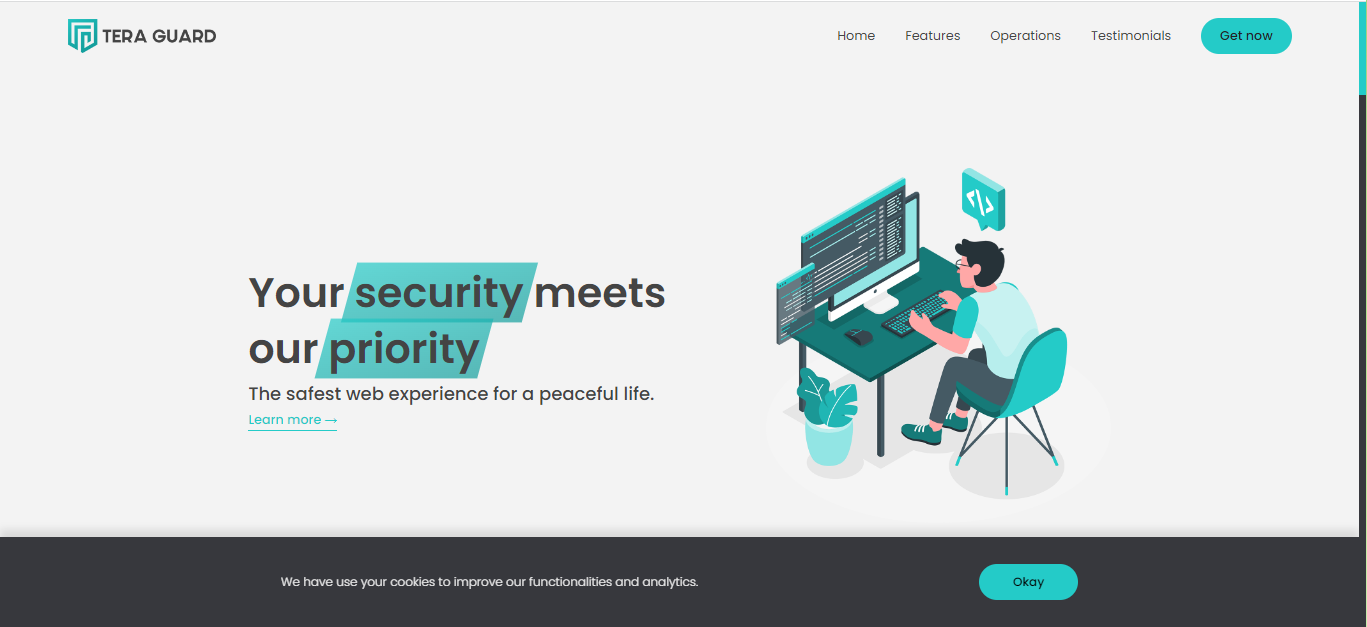 TERA GUARD
Home
Features
Operations
Testimonials
Get now
Your security meets
our priority
The safest web experience for a peaceful life.
Learn more →
We have use your cookies to improve our functionalities and analytics.
Okay